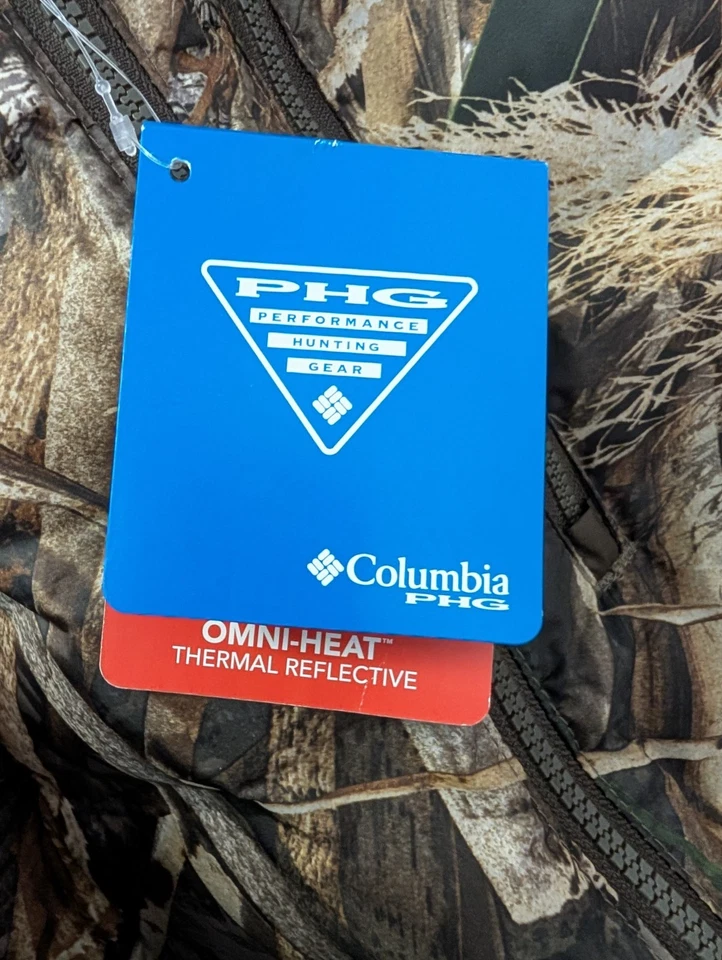 PHG
PERFORMANCE
HUNTING
GEAR
Columbia
PHG
OMNI-HEAT™
THERMAL REFLECTIVE